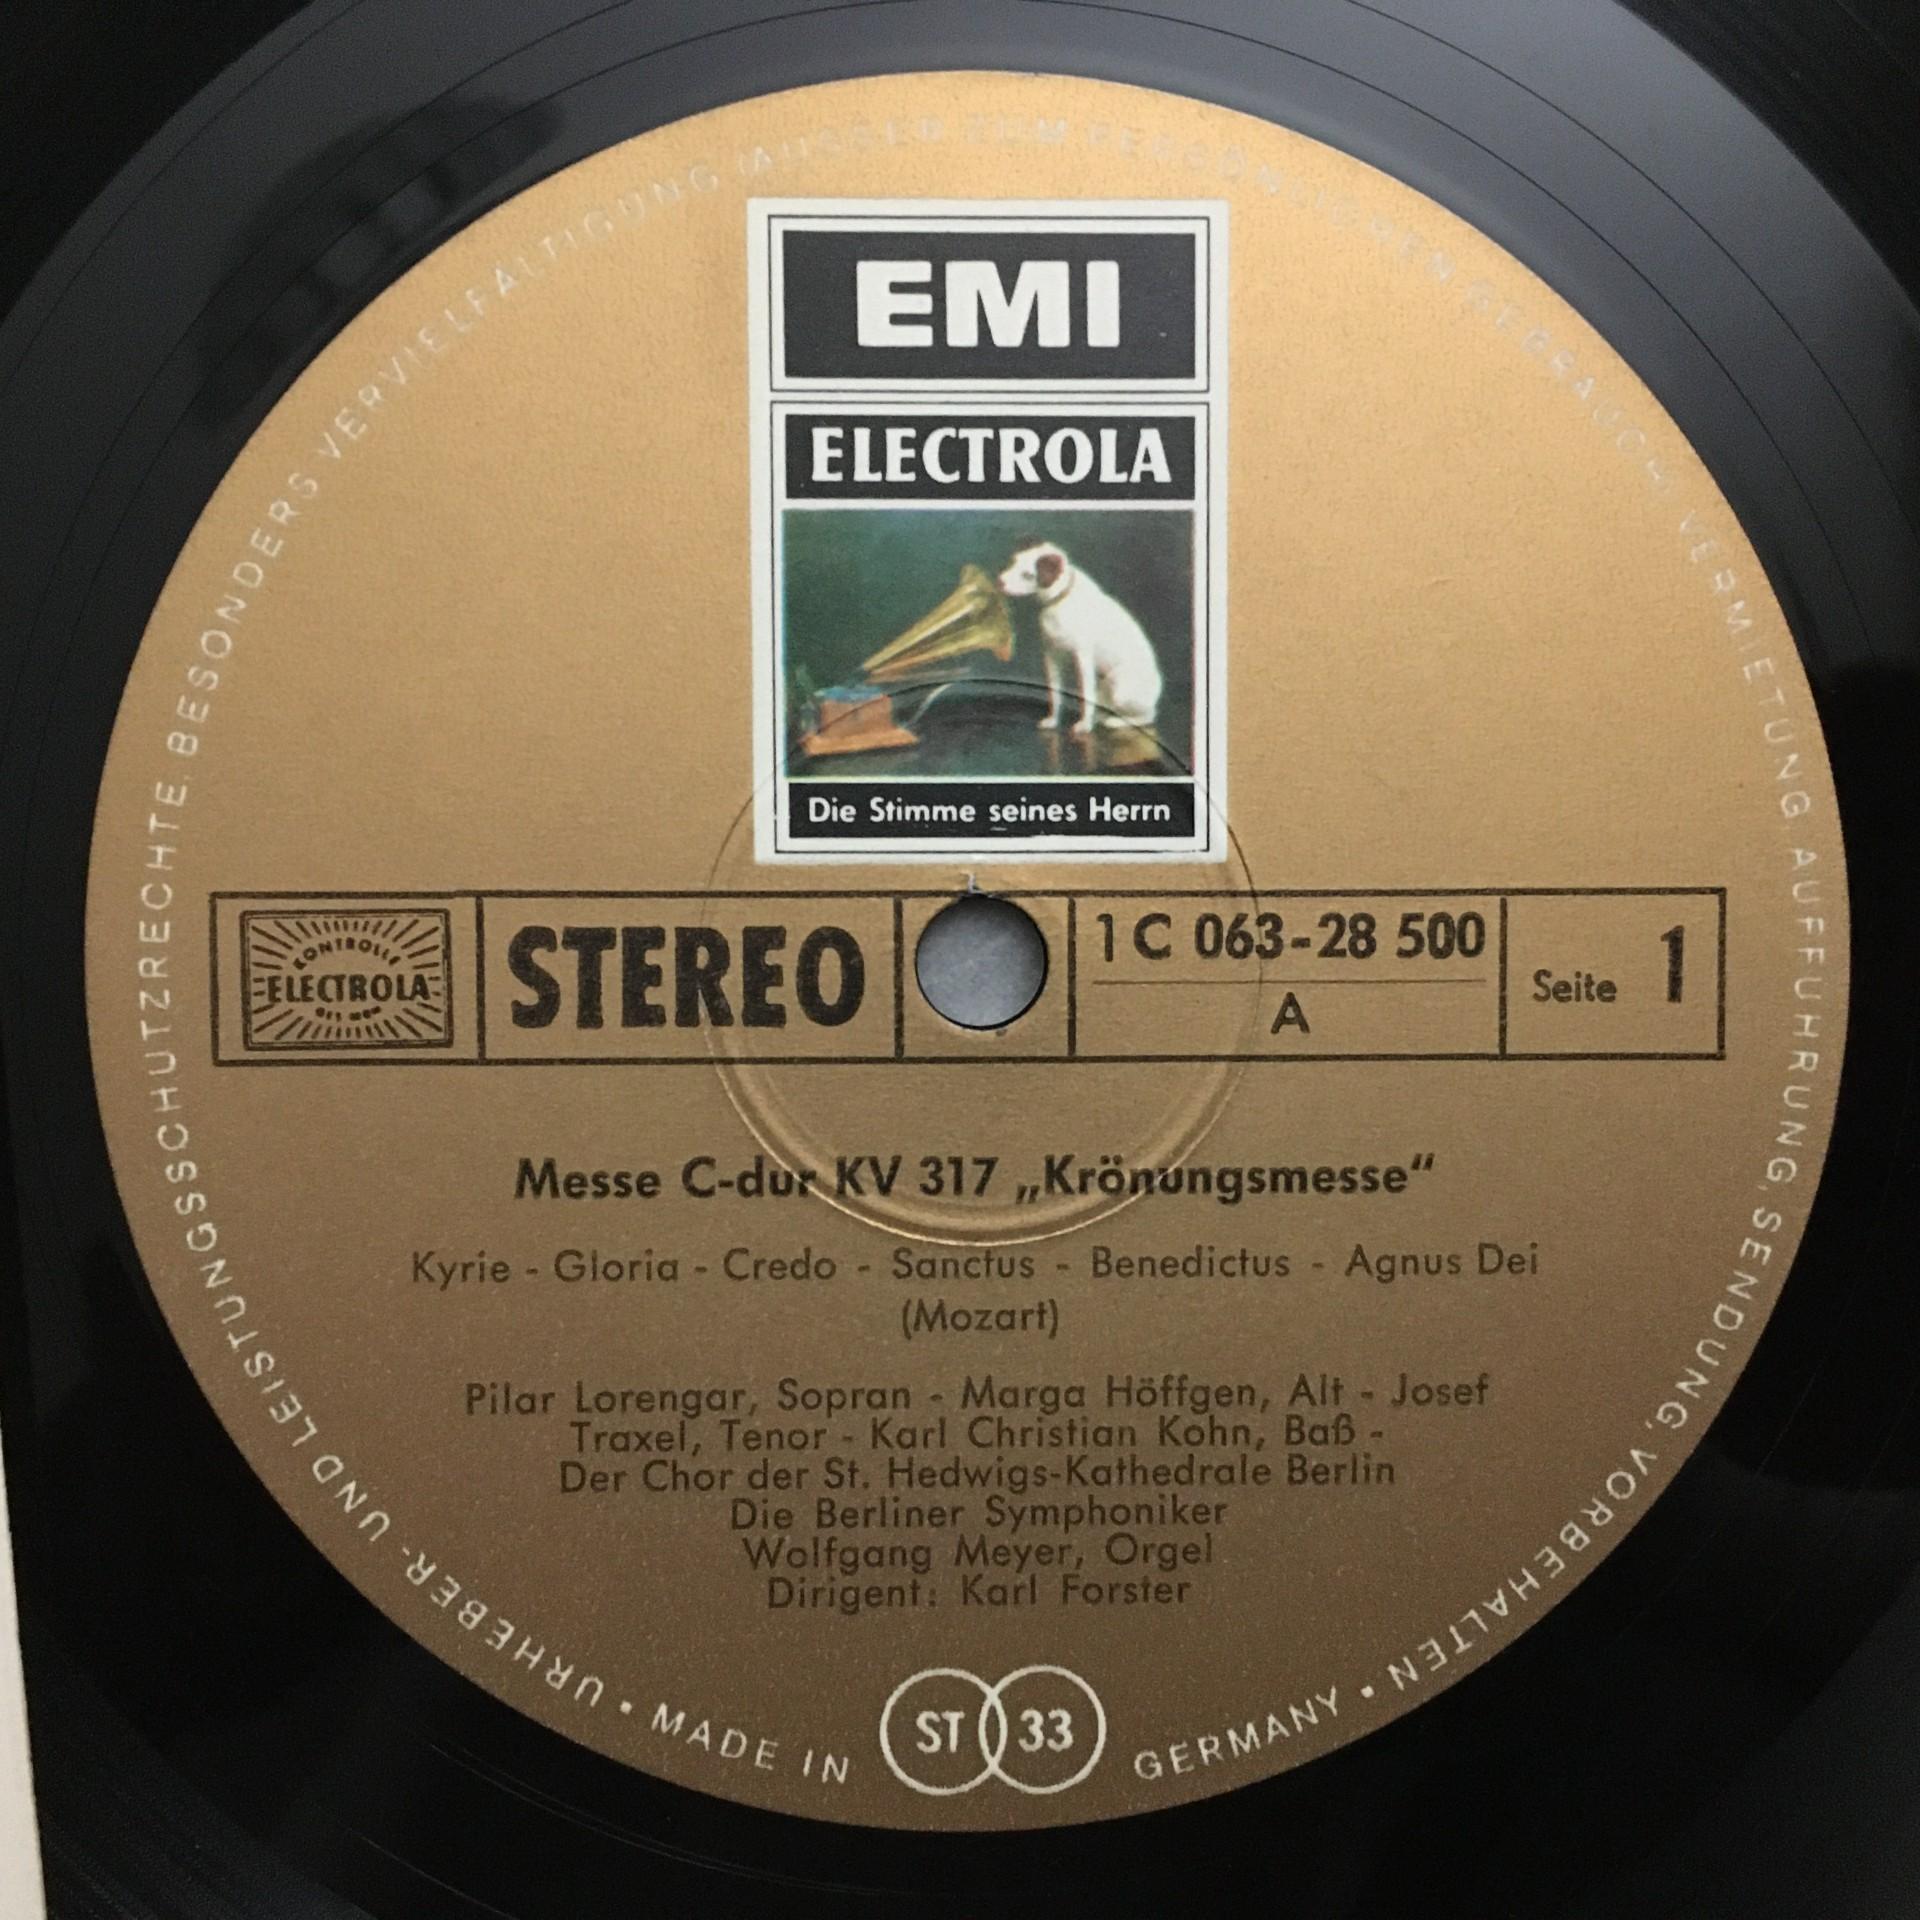 EMI
ELECTROLA
Die Stimme seines Herrn
KONTROLLE
ELECTROLA
STEREO
1 C 063-28 500
A
Seite 1
Messe C-dur KV 317 „Krönungsmesse“
Kyrie - Gloria - Credo - Sanctus - Benedictus - Agnus Dei
(Mozart)
Pilar Lorengar, Sopran - Marga Höffgen, Alt - Josef
Traxel, Tenor - Karl Christian Kohn, Baß -
Der Chor der St. Hedwigs-Kathedrale Berlin
Die Berliner Symphoniker
Wolfgang Meyer, Orgel
Dirigent: Karl Forster
ST 33
MADE IN GERMANY • URHEBER- UND LEISTUNGSSCHUTZRECHTE, BESONDERS VERVIELFÄLTIGUNG (AUSSER ZUM PERSÖNLICHEN GEBRAUCH) VERMIETUNG, AUFFÜHRUNG, SENDUNG, VORBEHALTEN •